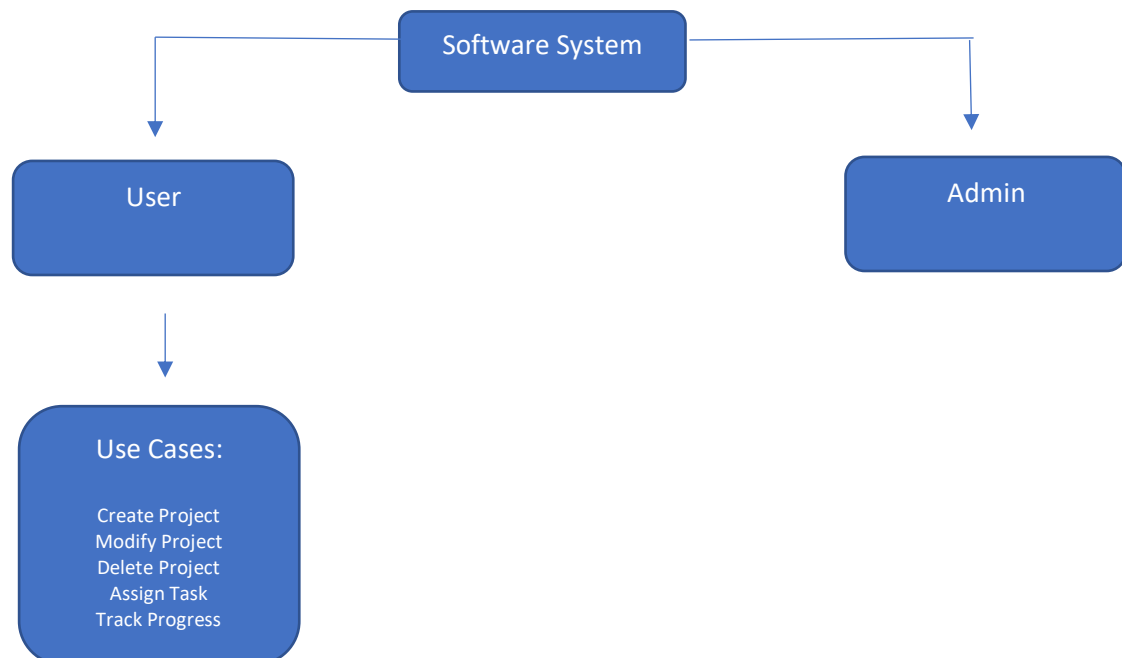 Software System
User
Admin
Use Cases:
Create Project
Modify Project
Delete Project
Assign Task
Track Progress